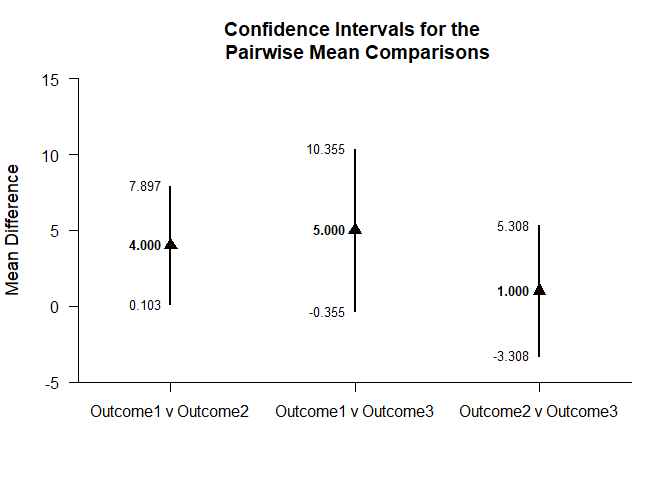 Confidence Intervals for the
Pairwise Mean Comparisons
Mean Difference
15
10
5
0
-5
7.897
4.000
0.103
10.355
5.000
-0.355
5.308
1.000
-3.308
Outcome1 v Outcome2
Outcome1 v Outcome3
Outcome2 v Outcome3